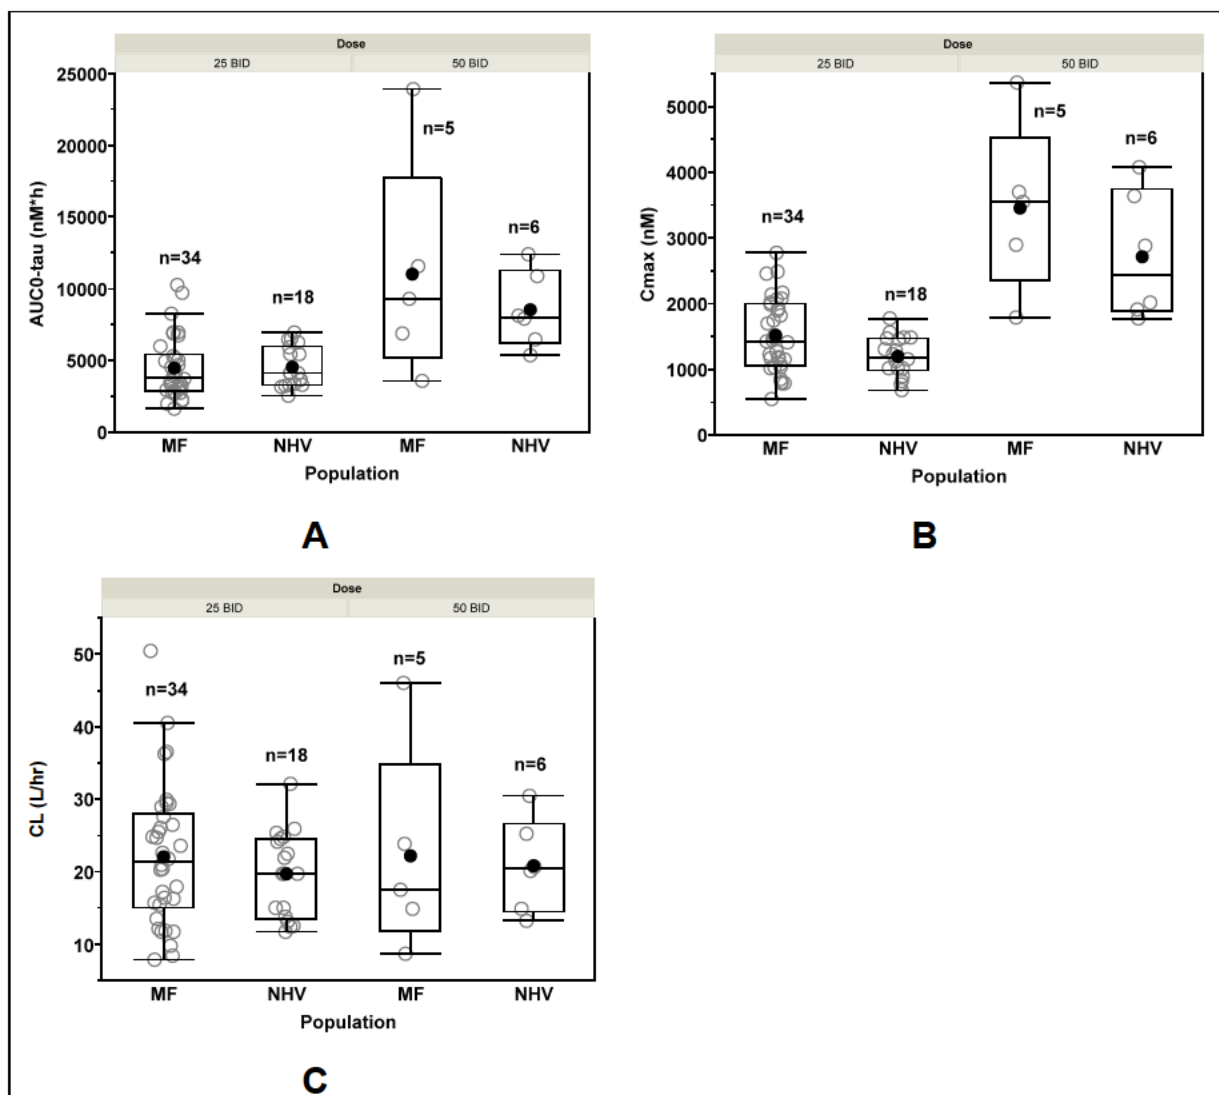 Dose
25 BID 50 BID
25000
20000
15000
10000
5000
0
AUC0-tau (nM*h)
n=34
n=18
n=5
n=6
MF NHV MF NHV
Population
A
Dose
25 BID 50 BID
5000
4000
3000
2000
1000
0
Cmax (nM)
n=34
n=18
n=5
n=6
MF NHV MF NHV
Population
B
Dose
25 BID 50 BID
50
40
30
20
10
CL (L/hr)
n=34
n=18
n=5
n=6
MF NHV MF NHV
Population
C